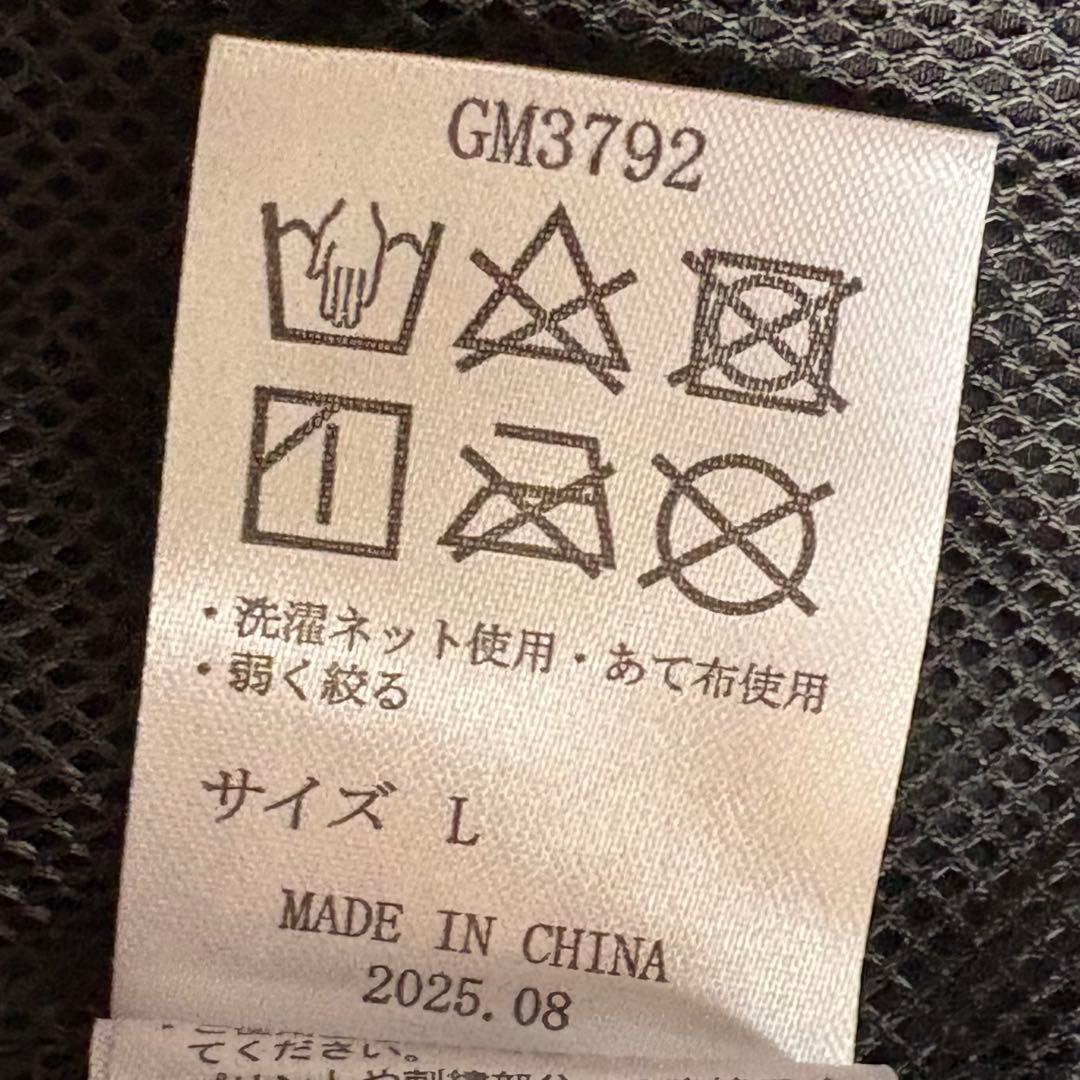 GM3792
・洗濯ネット使用・あて布使用
・弱く絞る
サイズ L
MADE IN CHINA
2025.08
てください。